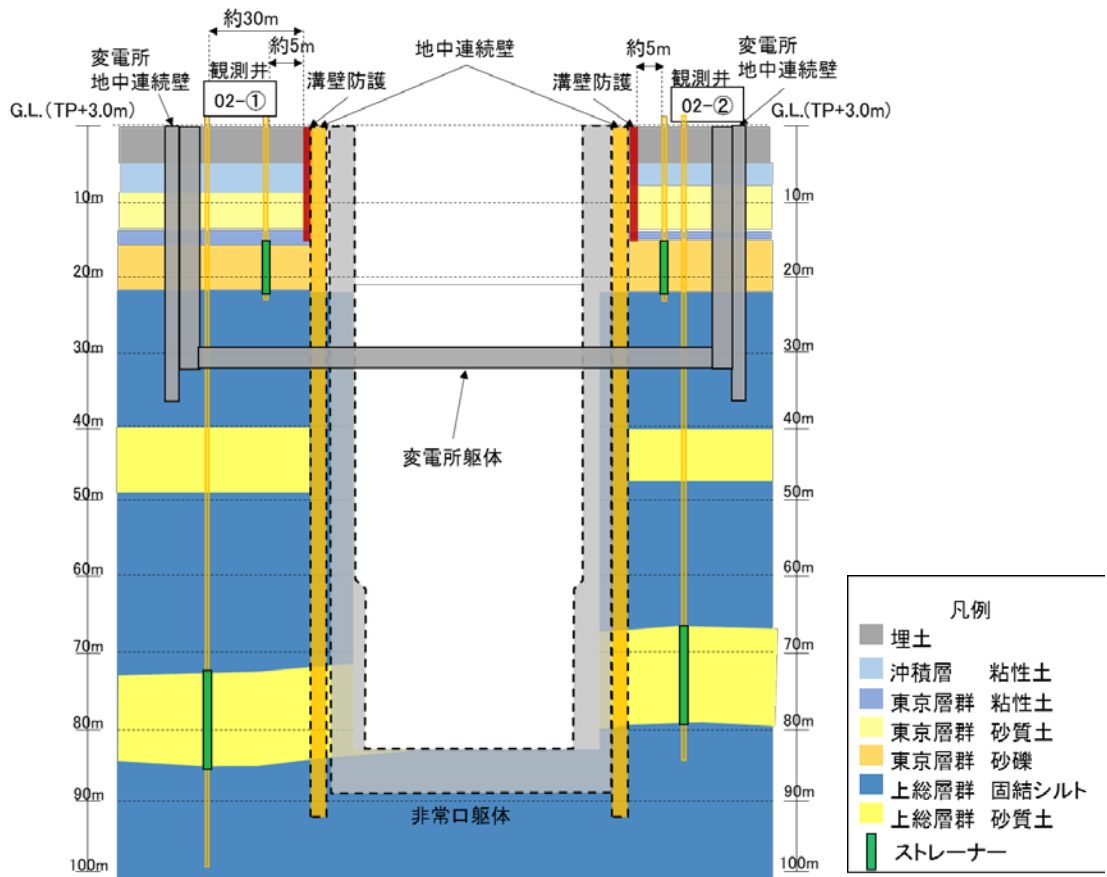 約30m
約5m
地中連続壁
約5m
変電所
地中連続壁
観測井
02-①
溝壁防護
溝壁防護
観測井
02-②
変電所
地中連続壁
G.L.(TP+3.0m)
G.L.(TP+3.0m)
10m
10m
20m
20m
30m
30m
40m
40m
変電所躯体
50m
50m
60m
60m
70m
70m
80m
80m
90m
90m
非常口躯体
100m
100m
凡例
埋土
沖積層 粘性土
東京層群 粘性土
東京層群 砂質土
東京層群 砂礫
上総層群 固結シルト
上総層群 砂質土
ストレーナー